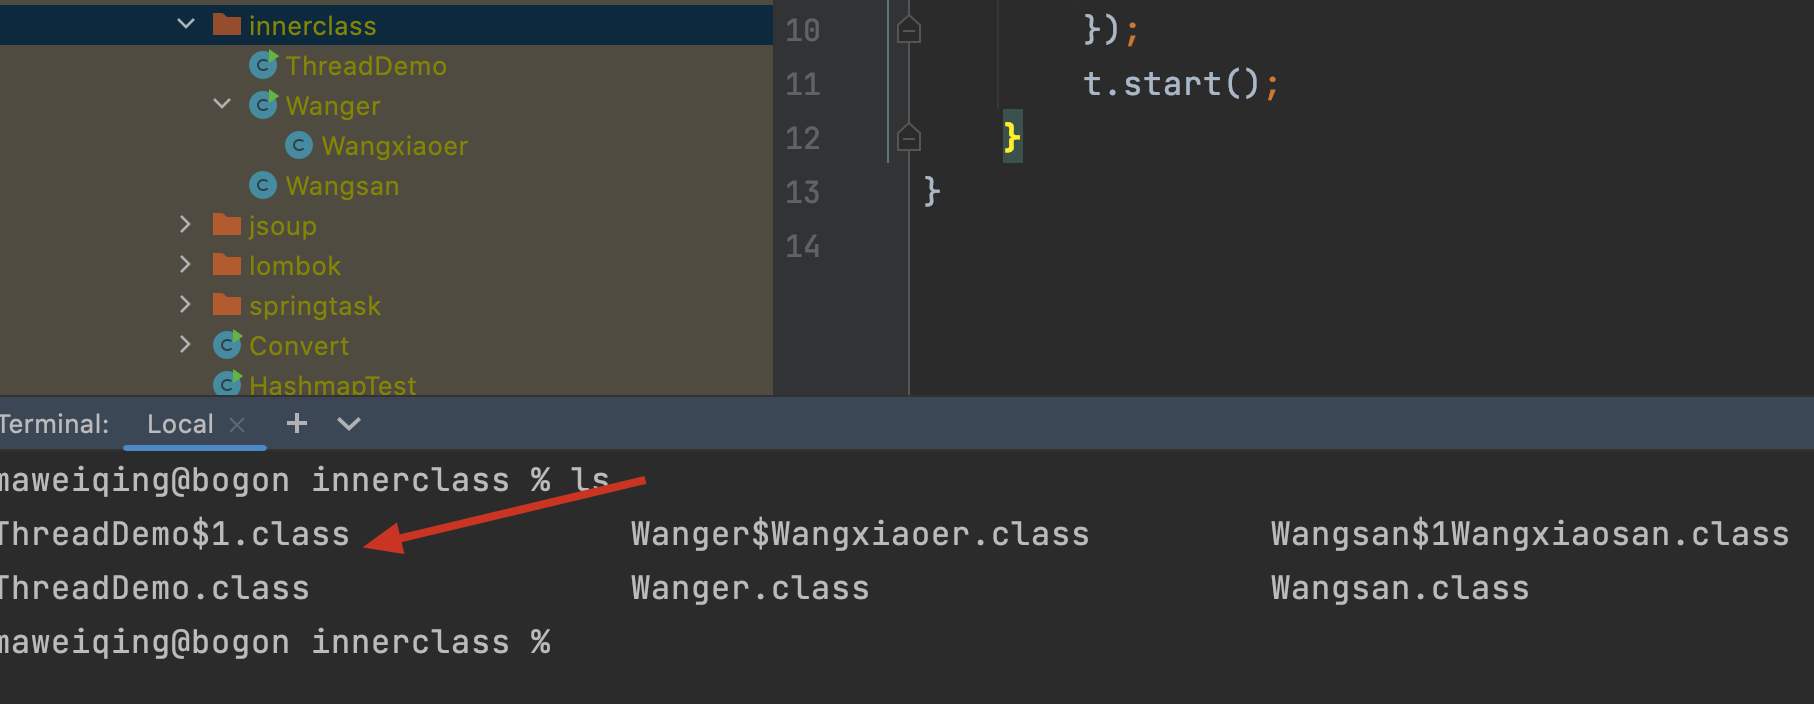 innerclass
ThreadDemo
Wanger
Wangxiaoer
Wangsan
jsoup
lombok
springtask
Convert
HashmapTest
10 });
11 t.start();
12 }
13 }
14
Terminal: Local × +
maweiqing@bogon innerclass % ls
ThreadDemo$1.class Wanger$Wangxiaoer.class Wangsan$1Wangxiaosan.class
ThreadDemo.class Wanger.class Wangsan.class
maweiqing@bogon innerclass %